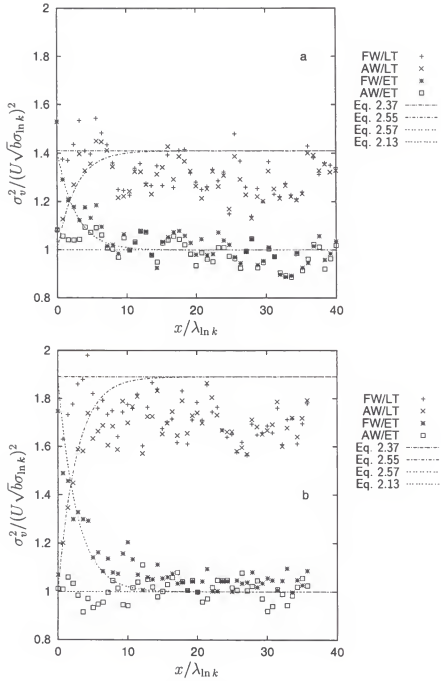 2
1.8
1.6
1.4
1.2
1
0.8
σ_v^2/(U√bσ_ln k)^2
a
0 10 20 30 40
x/λ_ln k
FW/LT
AW/LT
FW/ET
AW/ET
Eq. 2.37
Eq. 2.55
Eq. 2.57
Eq. 2.13
2
1.8
1.6
1.4
1.2
1
0.8
σ_v^2/(U√bσ_ln k)^2
b
0 10 20 30 40
x/λ_ln k
FW/LT
AW/LT
FW/ET
AW/ET
Eq. 2.37
Eq. 2.55
Eq. 2.57
Eq. 2.13